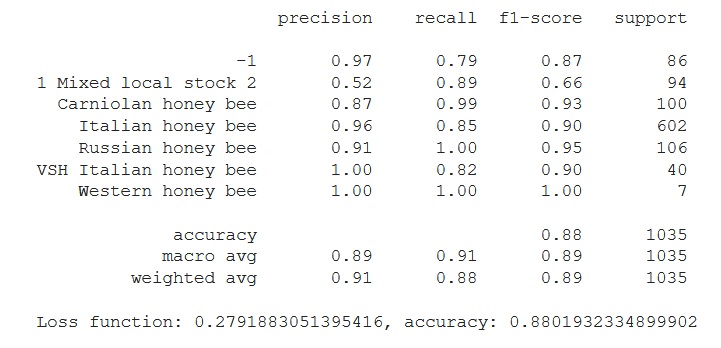 precision recall f1-score support
-1 0.97 0.79 0.87 86
1 Mixed local stock 2 0.52 0.89 0.66 94
Carniolan honey bee 0.87 0.99 0.93 100
Italian honey bee 0.96 0.85 0.90 602
Russian honey bee 0.91 1.00 0.95 106
VSH Italian honey bee 1.00 0.82 0.90 40
Western honey bee 1.00 1.00 1.00 7
accuracy 0.88 1035
macro avg 0.89 0.91 0.89 1035
weighted avg 0.91 0.88 0.89 1035
Loss function: 0.2791883051395416, accuracy: 0.8801932334899902